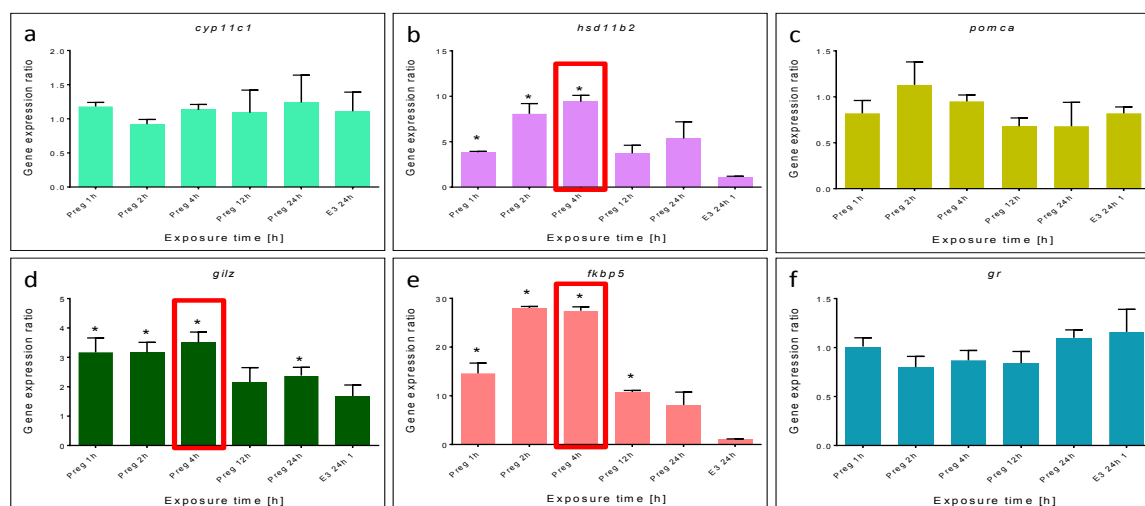 a
cyp11c1
Gene expression ratio
2.0
1.5
1.0
0.5
0.0
Preg 1h
Preg 2h
Preg 4h
Preg 12h
Preg 24h
E3 24h
Exposure time [h]
b
hsd11b2
Gene expression ratio
15
10
5
0
*
*
*
Preg 1h
Preg 2h
Preg 4h
Preg 12h
Preg 24h
E3 24h
Exposure time [h]
c
pomca
Gene expression ratio
1.5
1.0
0.5
0.0
Preg 1h
Preg 2h
Preg 4h
Preg 12h
Preg 24h
E3 24h 1
Exposure time [h]
d
gilz
Gene expression ratio
5
4
3
2
1
0
*
*
*
*
Preg 1h
Preg 2h
Preg 4h
Preg 12h
Preg 24h
E3 24h 1
Exposure time [h]
e
fkbp5
Gene expression ratio
30
20
10
0
*
*
*
*
Preg 1h
Preg 2h
Preg 4h
Preg 12h
Preg 24h
E3 24h
Exposure time [h]
f
gr
Gene expression ratio
1.5
1.0
0.5
0.0
Preg 1h
Preg 2h
Preg 4h
Preg 12h
Preg 24h
E3 24h 1
Exposure time [h]